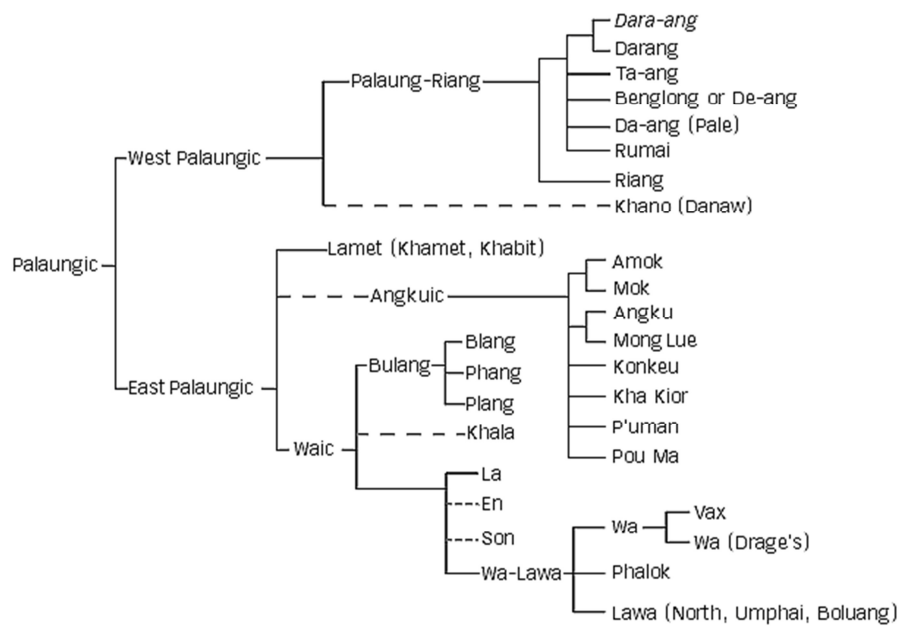 Dara-ang
Darang
Palaung-Riang
Ta-ang
Benglong or De-ang
Da-ang (Pale)
Rumai
West Palaungic
Riang
Khano (Danaw)
Lamet (Khamet, Khabit)
Palaungic
Amok
Mok
Angkuic
Angku
Mong Lue
Blang
Bulang
Konkeu
Phang
East Palaungic
Kha Kior
Plang
P'uman
Khala
Waic
Pou Ma
La
En
Vax
Wa
Son
Wa (Drage's)
Wa-Lawa
Phalok
Lawa (North, Umphai, Boluang)